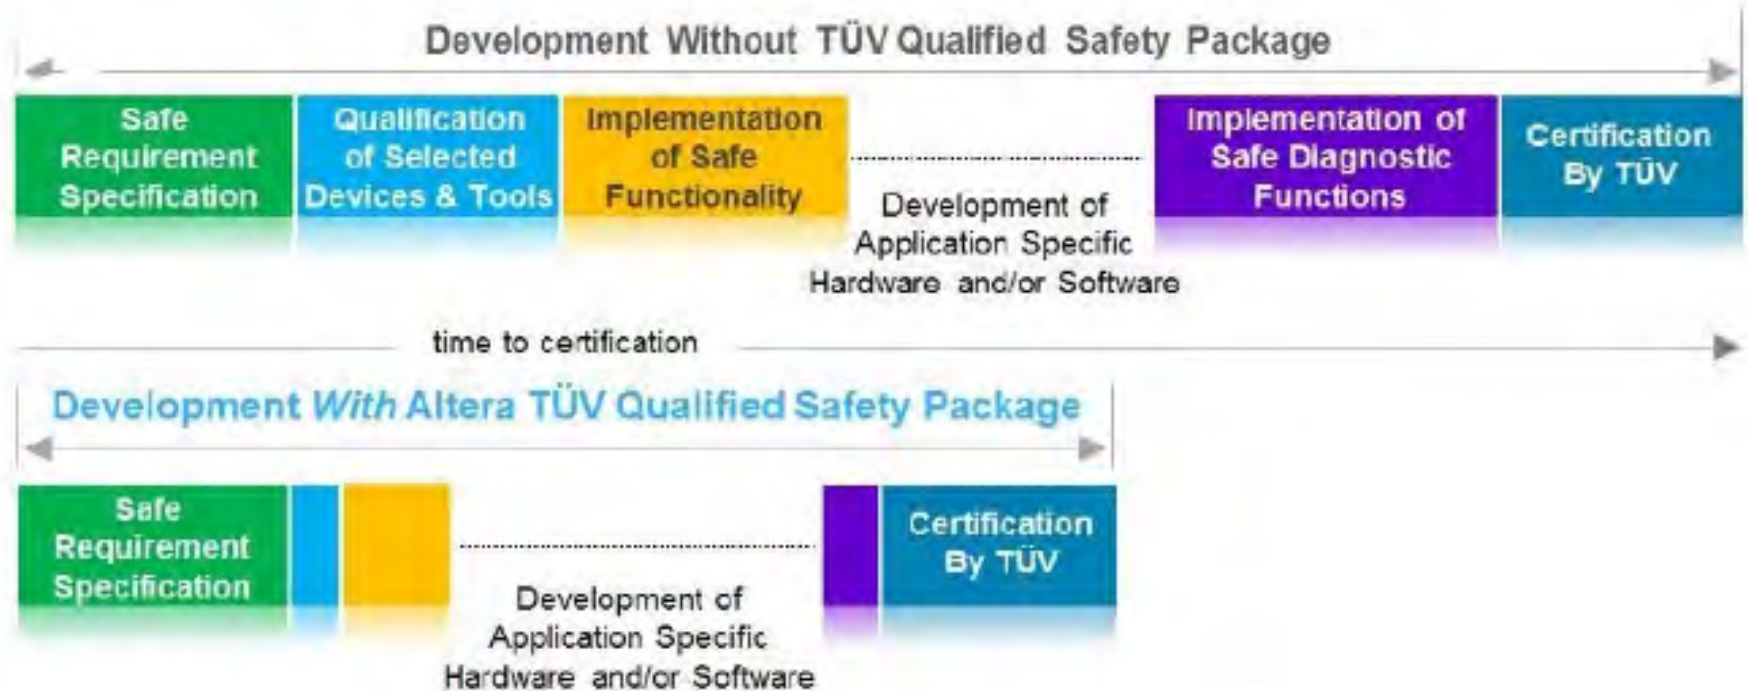 Development Without TÜV Qualified Safety Package
Safe
Requirement
Specification
Qualification
of Selected
Devices & Tools
Implementation
of Safe
Functionality
Development of
Application Specific
Hardware and/or Software
Implementation of
Safe Diagnostic
Functions
Certification
By TÜV
time to certification
Development With Altera TÜV Qualified Safety Package
Safe
Requirement
Specification
Development of
Application Specific
Hardware and/or Software
Certification
By TÜV